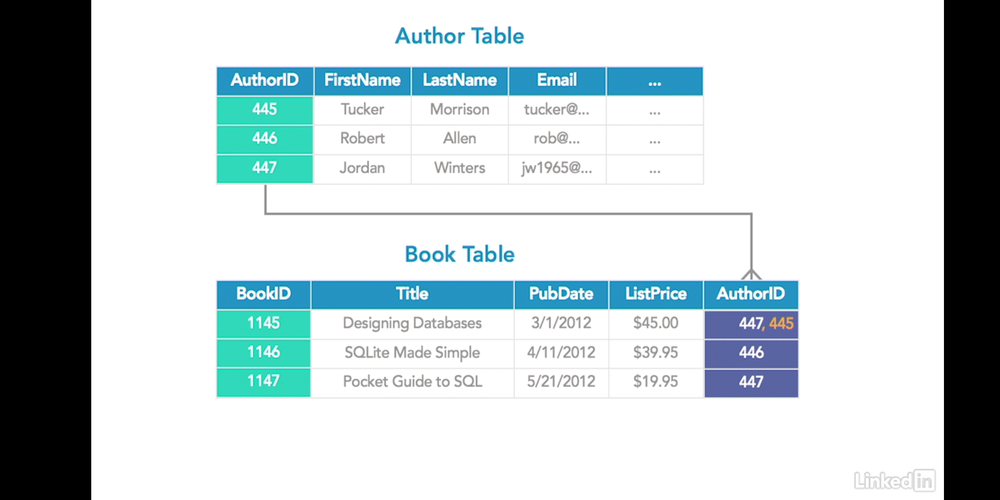 Author Table
AuthorID FirstName LastName Email ...
445 Tucker Morrison tucker@... ...
446 Robert Allen rob@... ...
447 Jordan Winters jw1965@... ...
Book Table
BookID Title PubDate ListPrice AuthorID
1145 Designing Databases 3/1/2012 $45.00 447, 445
1146 SQLite Made Simple 4/11/2012 $39.95 446
1147 Pocket Guide to SQL 5/21/2012 $19.95 447
Linked in